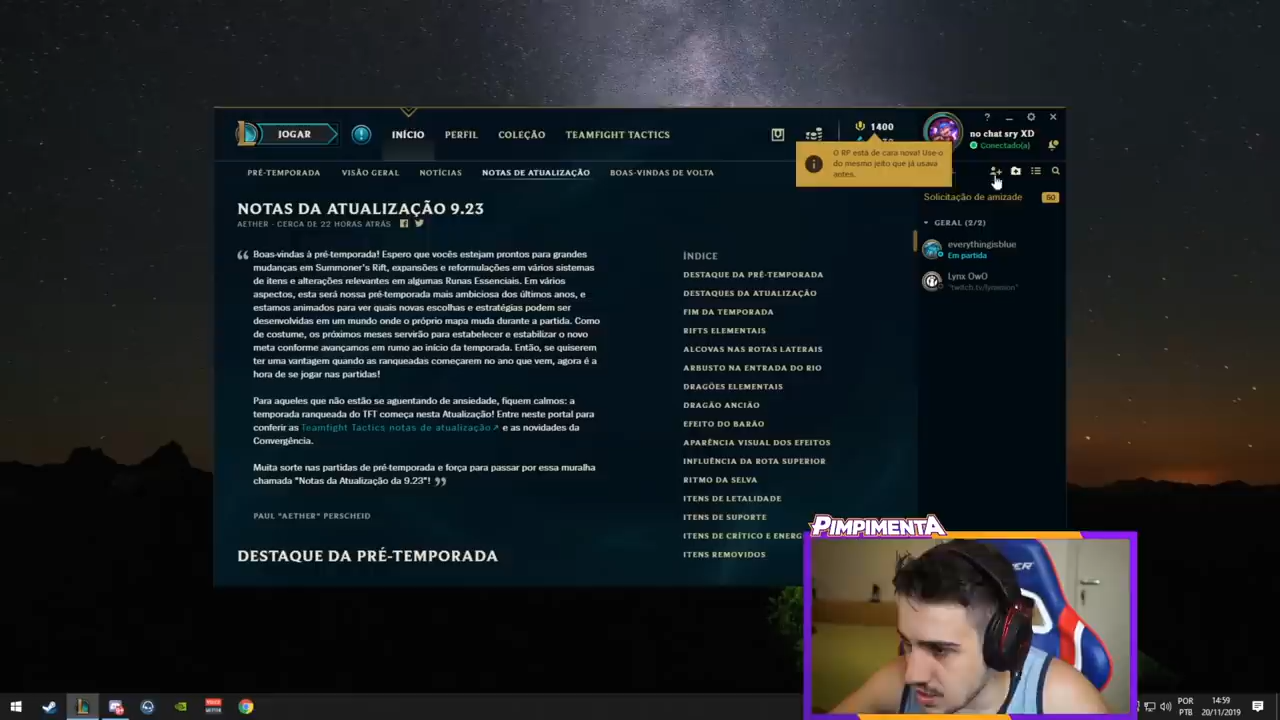 JOGAR
INÍCIO
PERFIL
COLEÇÃO
TEAMFIGHT TACTICS
1400
no chat sry XD
Conectado(a)
O RP está de cara nova! Use-o
do mesmo jeito que já usava
antes.
PRÉ-TEMPORADA
VISÃO GERAL
NOTÍCIAS
NOTAS DE ATUALIZAÇÃO
BOAS-VINDAS DE VOLTA
Solicitação de amizade
50
GERAL (2/2)
everythingisblue
Em partida
Lynx OwO
NOTAS DA ATUALIZAÇÃO 9.23
AETHER - CERCA DE 22 HORAS ATRÁS
Boas-vindas à pré-temporada! Espero que vocês estejam prontos para grandes
mudanças em Summoner's Rift, expansões e reformulações em vários sistemas
de itens e alterações relevantes em algumas Runas Essenciais. Em vários
aspectos, esta será nossa pré-temporada mais ambiciosa dos últimos anos, e
estamos animados para ver quais novas escolhas e estratégias podem ser
desenvolvidas em um mundo onde o próprio mapa muda durante a partida. Como
de costume, os próximos meses servirão para estabelecer e estabilizar o novo
meta conforme avançamos em rumo ao início da temporada. Então, se quiserem
ter uma vantagem quando as ranqueadas começarem no ano que vem, agora é a
hora de se jogar nas partidas!
Para aqueles que não estão se aguentando de ansiedade, fiquem calmos: a
temporada ranqueada do TFT começa nesta Atualização! Entre neste portal para
conferir as Teamfight Tactics notas de atualização e as novidades da
Convergência.
Muita sorte nas partidas de pré-temporada e força para passar por essa muralha
chamada "Notas da Atualização da 9.23"!
PAUL "AETHER" PERSCHEID
DESTAQUE DA PRÉ-TEMPORADA
ÍNDICE
DESTAQUE DA PRÉ-TEMPORADA
DESTAQUES DA ATUALIZAÇÃO
FIM DA TEMPORADA
RIFTS ELEMENTAIS
ALCOVAS NAS ROTAS LATERAIS
ARBUSTO NA ENTRADA DO RIO
DRAGÕES ELEMENTAIS
DRAGÃO ANCIÃO
EFEITO DO BARÃO
APARÊNCIA VISUAL DOS EFEITOS
INFLUÊNCIA DA ROTA SUPERIOR
RITMO DA SELVA
ITENS DE LETALIDADE
ITENS DE SUPORTE
ITENS DE CRÍTICO E ENERG
ITENS REMOVIDOS
PIMPIMENTA
POR
PTB
14:59
20/11/2019